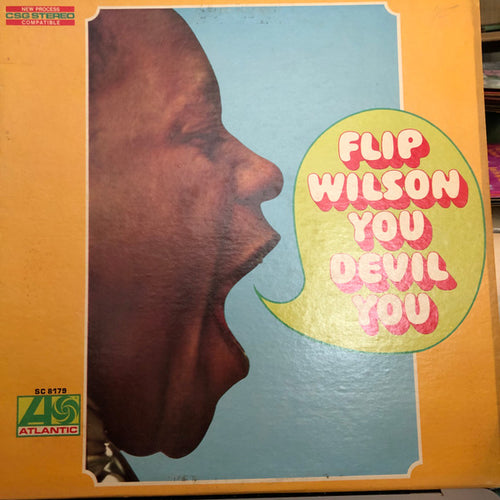 NEW PROCESS
CSG STEREO
COMPATIBLE
FLIP
WILSON
YOU
DEVIL
YOU
SC 8179
ATLANTIC